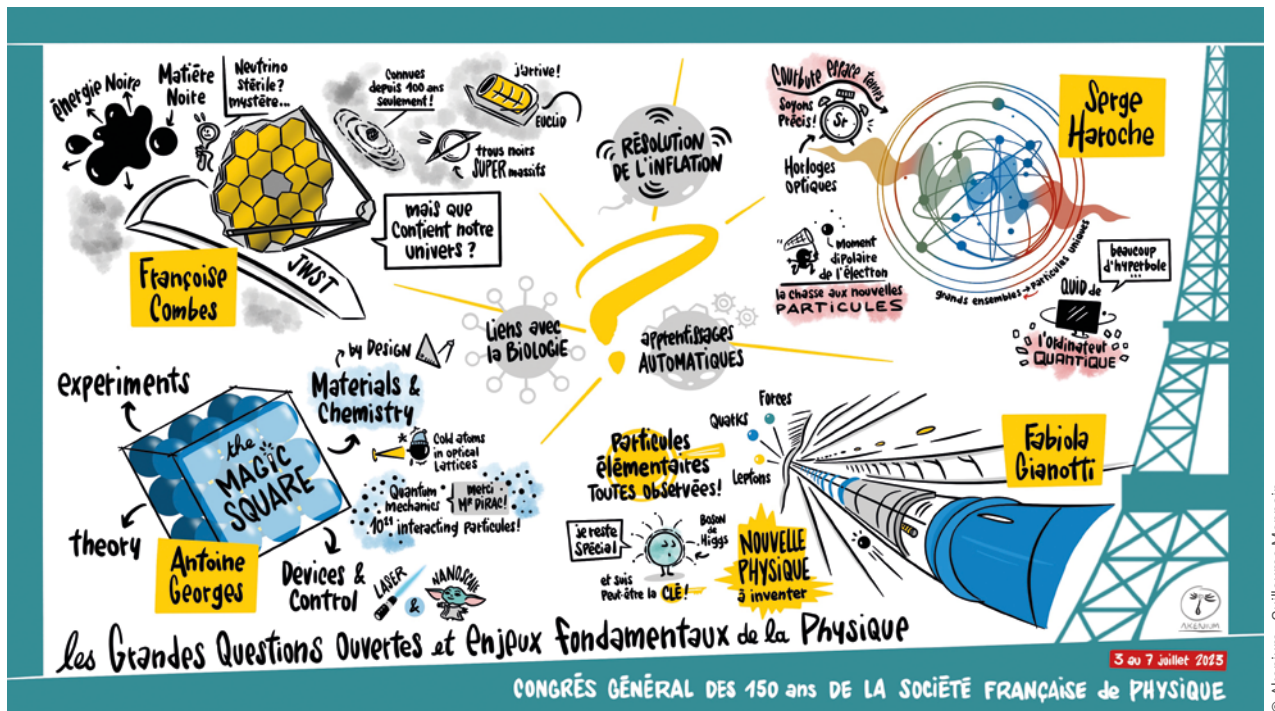 énergie Noire
Matière
Noire
Neutrino
stérile?
mystère...
Connues
depuis 100 ans
seulement!
j'arrive!
EUCLID
trous noirs
SUPER massifs
mais que
Contient notre
univers ?
JWST
Françoise
Combes
RÉSOLUTION
DE L'INFLATION
Liens avec
la BIOLOGIE
apprentissages
AUTOMATIQUES
Courbure espace temps
Soyons
Précis!
Sr
Horloges
Optiques
Serge
Haroche
Moment
dipolaire
de l'électron
la chasse aux nouvelles
PARTICULES
grands ensembles → particules uniques
beaucoup
d'hyperbole
...
QUID de
l'ordinateur
QUANTIQUE
experiments
theory
the
MAGIC
SQUARE
by DESIGN
Materials &
Chemistry
Cold atoms
in optical
Lattices
Quantum
mechanics
merci
Mr DIRAC!
10²³ interacting particules!
Antoine
Georges
Devices &
Control
LASER
&
NANOSCALE
Particules
élémentaires
TOUTES observées!
Forces
Quarks
Leptons
Fabiola
Gianotti
je reste
Spécial
BOSON
de
Higgs
et suis
Peut-être la CLÉ!
NOUVELLE
PHYSIQUE
à inventer
AKENIUM
les Grandes Questions Ouvertes et Enjeux Fondamentaux de la Physique
3 au 7 juillet 2023
CONGRÈS GÉNÉRAL DES 150 ans DE LA SOCIÉTÉ FRANÇAISE de PHYSIQUE